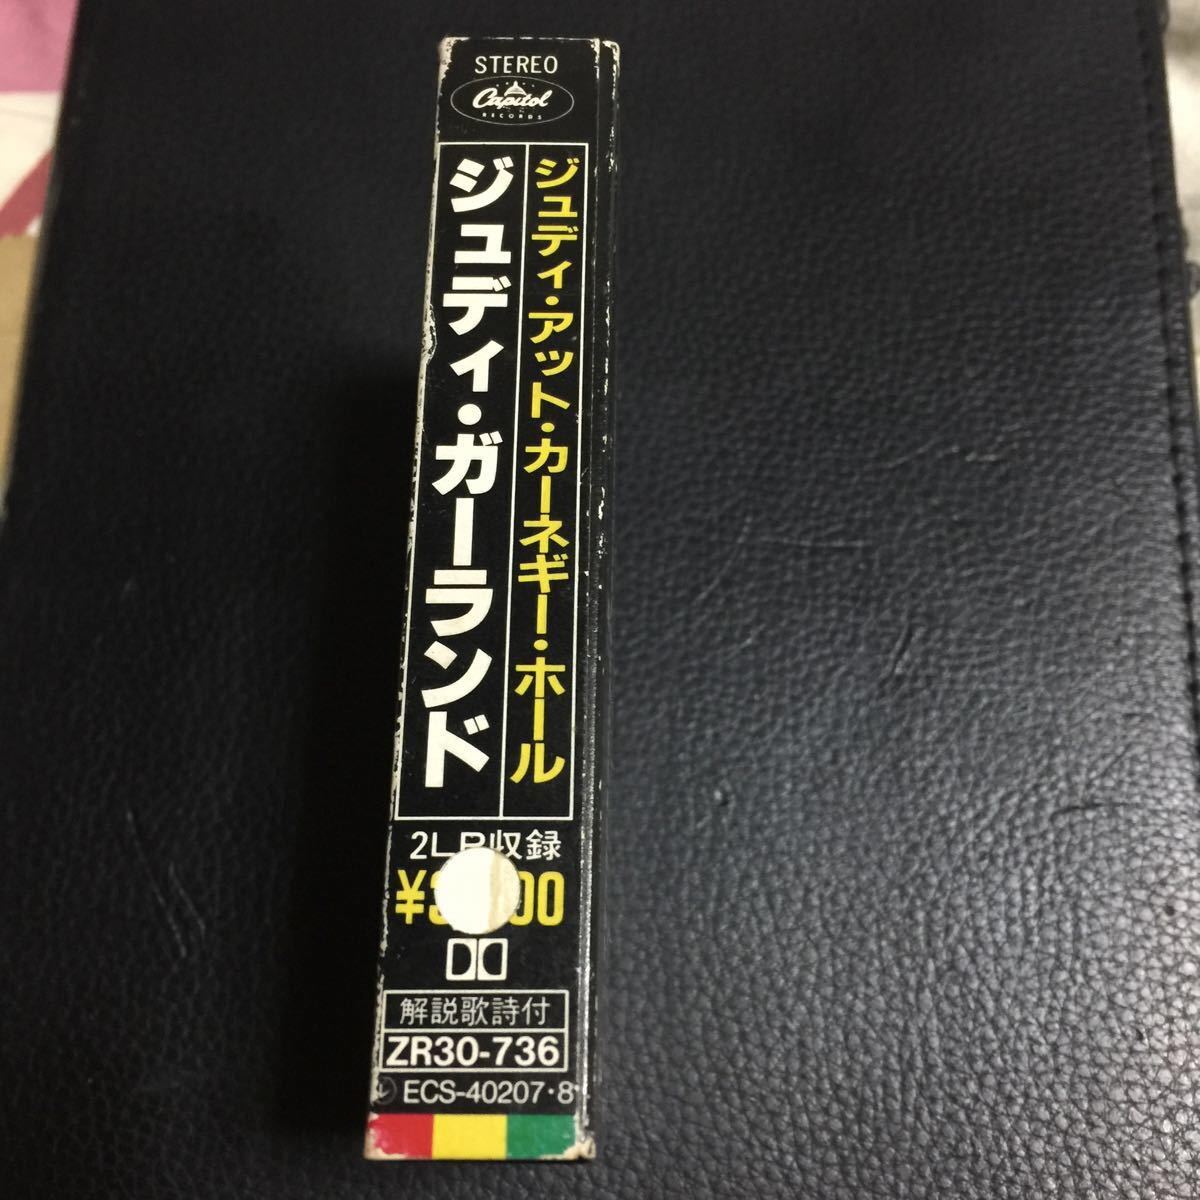 STEREO
Capitol
RECORDS
ジュディ・アット・カーネギー・ホール
ジュディ・ガーランド
2LP収録
¥3 00
解説歌詩付
ZR30-736
Ⓛ ECS-40207・8